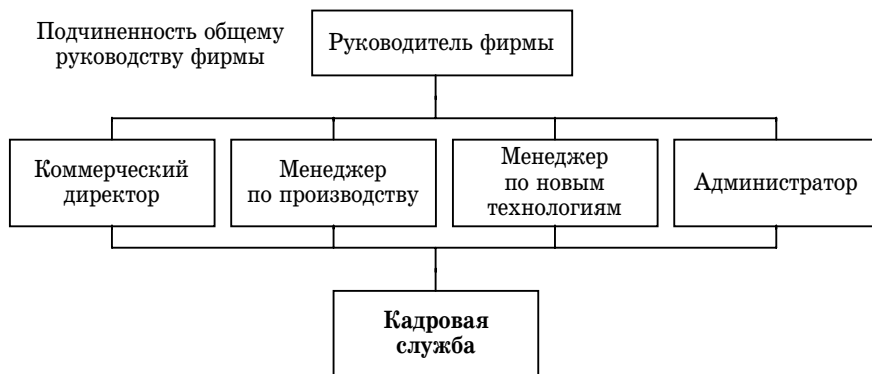 Подчиненность общему
руководству фирмы
Руководитель фирмы
Коммерческий
директор
Менеджер
по производству
Менеджер
по новым
технологиям
Администратор
Кадровая
служба